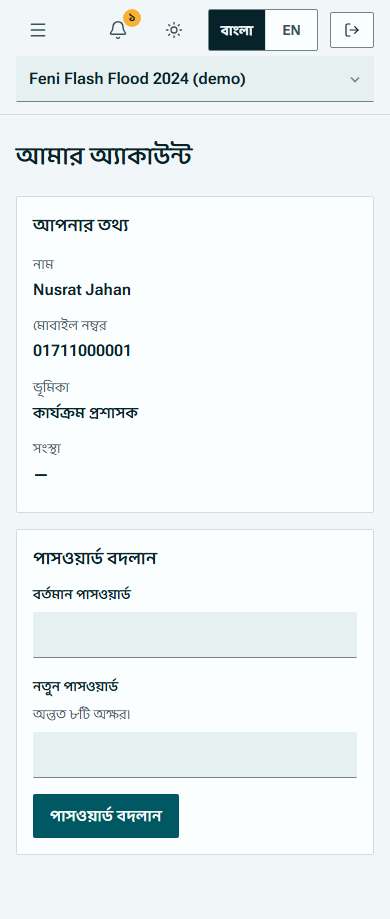 ১
বাংলা
EN
Feni Flash Flood 2024 (demo)
আমার অ্যাকাউন্ট
আপনার তথ্য
নাম
Nusrat Jahan
মোবাইল নম্বর
01711000001
ভূমিকা
কার্যক্রম প্রশাসক
সংস্থা
—
পাসওয়ার্ড বদলান
বর্তমান পাসওয়ার্ড
নতুন পাসওয়ার্ড
অন্তত ৮টি অক্ষর।
পাসওয়ার্ড বদলান